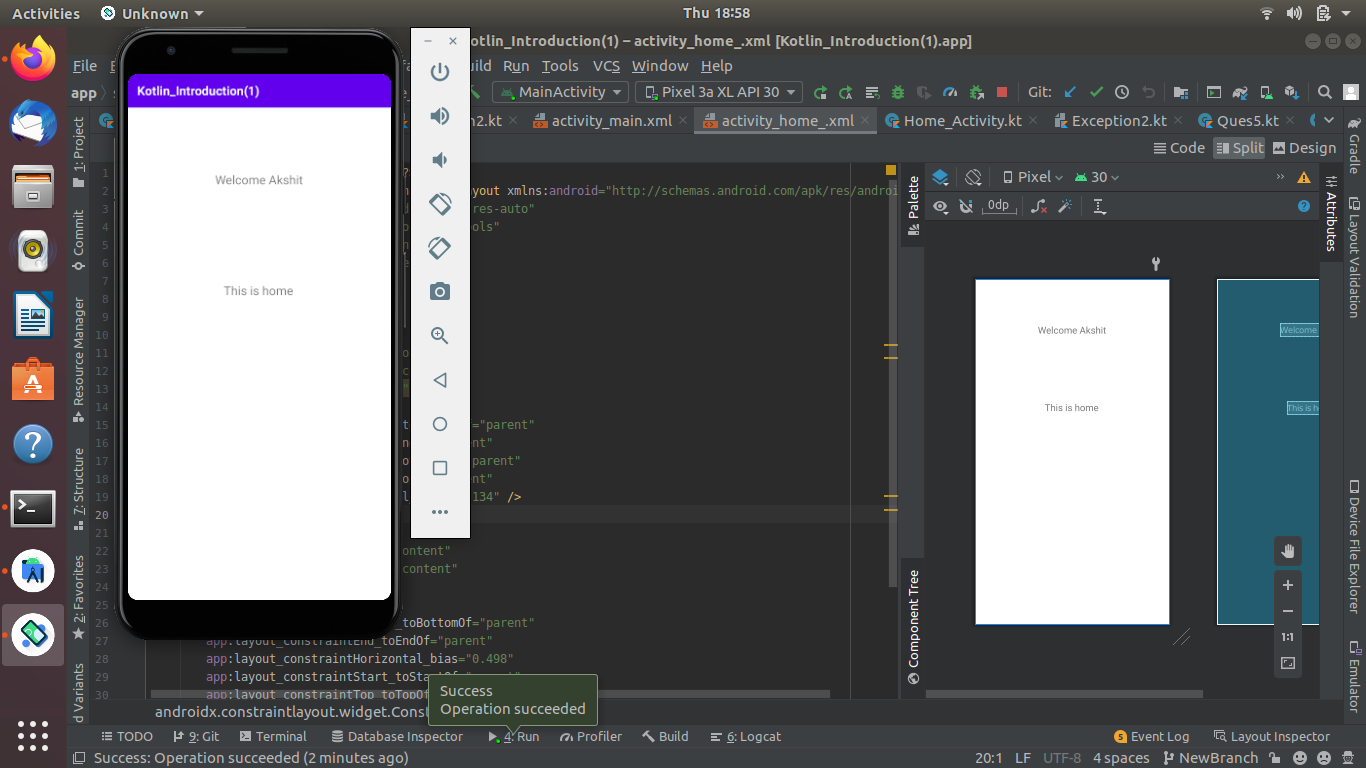 Activities
Unknown
Thu 18:58
otlin_Introduction(1) – activity_home_.xml [Kotlin_Introduction(1).app]
File
Run Tools VCS Window Help
app
MainActivity
Pixel 3a XL API 30
Git:
n2.kt
activity_main.xml
activity_home_.xml
Home_Activity.kt
Exception2.kt
Ques5.kt
Code
Split
Design
Kotlin_Introduction(1)
Welcome Akshit
This is home
1: Project
Commit
Resource Manager
7: Structure
2: Favorites
d Variants
1
2
3
4
5
6
7
8
9
10
11
12
13
14
15
16
17
18
19
20
21
22
23
24
25
26
27
28
29
30
?
ayout xmlns:android="http://schemas.android.com/apk/res/androi
res-auto"
ools"
="parent"
ent"
parent"
ent"
134" />
ontent"
content"
_toBottomOf="parent"
app:layout_constraintEnd_toEndOf="parent"
app:layout_constraintHorizontal_bias="0.498"
app:layout_constraintStart_toSta
app:layout_constraintTop_toTopOf
androidx.constraintlayout.widget.Const
Success
Operation succeeded
Palette
Pixel
30
0dp
Welcome Akshit
This is home
Welcome
This is h
1:1
Component Tree
Gradle
Attributes
Layout Validation
Device File Explorer
Emulator
TODO
9: Git
Terminal
Database Inspector
4: Run
Profiler
Build
6: Logcat
5 Event Log
Layout Inspector
Success: Operation succeeded (2 minutes ago)
20:1
LF
UTF-8
4 spaces
NewBranch